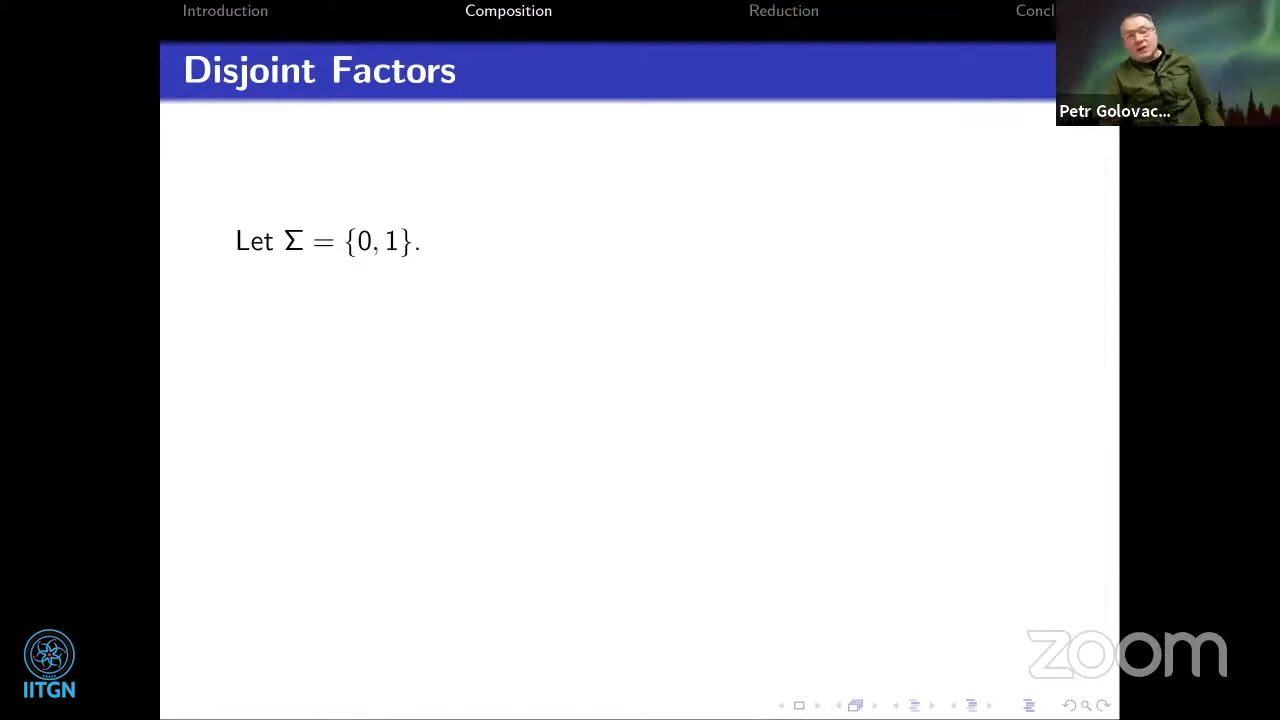 Introduction Composition Reduction Concl
Disjoint Factors
Petr Golovac...
Let Σ = {0, 1}.
IITGN
zoom